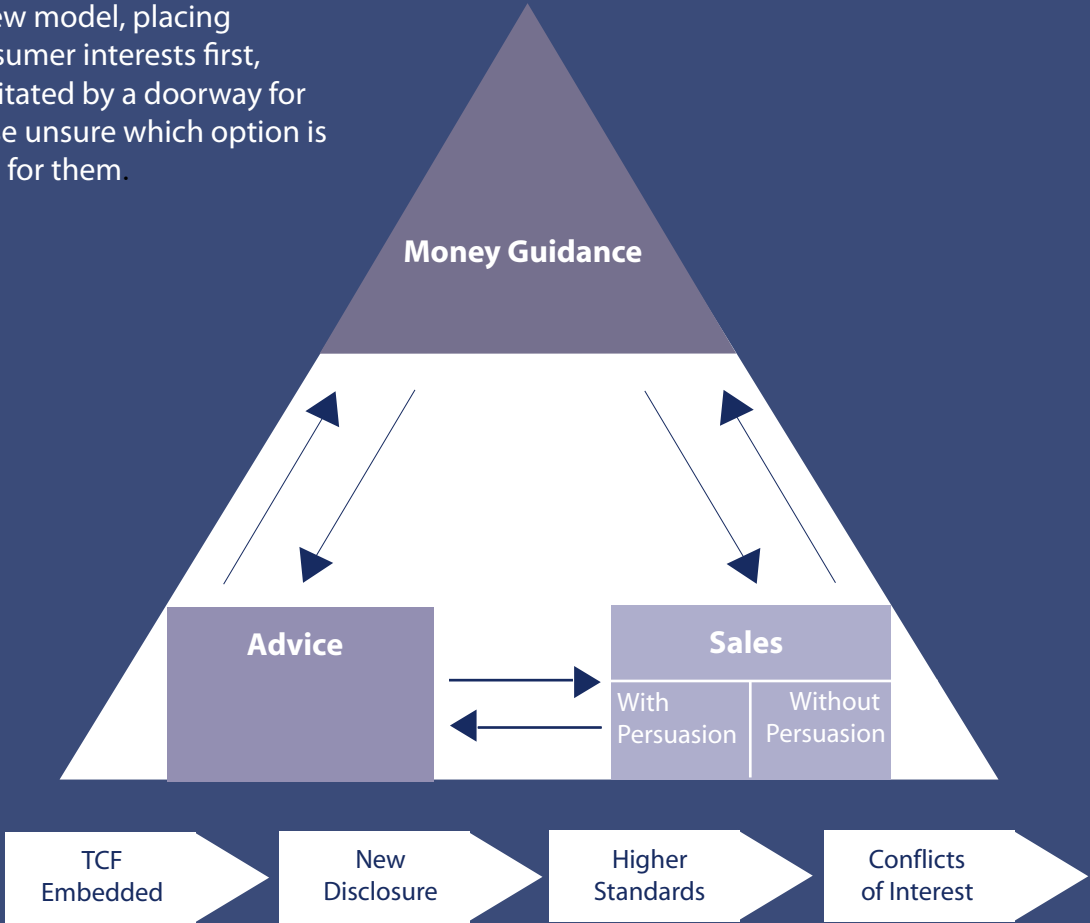 ew model, placing
sumer interests first,
itated by a doorway for
e unsure which option is
for them.
Money Guidance
Advice
Sales
With
Persuasion
Without
Persuasion
TCF
Embedded
New
Disclosure
Higher
Standards
Conflicts
of Interest